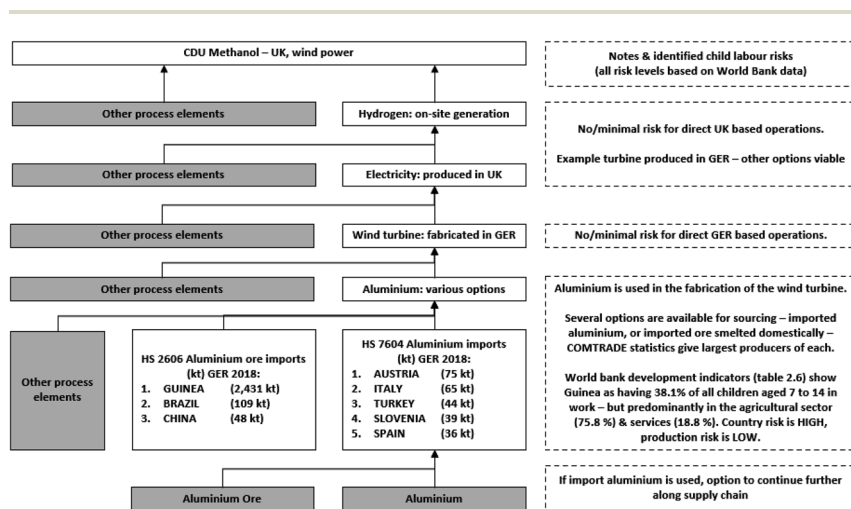 CDU Methanol – UK, wind power
Notes & identified child labour risks
(all risk levels based on World Bank data)
Other process elements
Hydrogen: on-site generation
No/minimal risk for direct UK based operations.
Example turbine produced in GER – other options viable
Other process elements
Electricity: produced in UK
Other process elements
Wind turbine: fabricated in GER
No/minimal risk for direct GER based operations.
Other process elements
Aluminium: various options
Aluminium is used in the fabrication of the wind turbine.
Several options are available for sourcing – imported
aluminium, or imported ore smelted domestically –
COMTRADE statistics give largest producers of each.
World bank development indicators (table 2.6) show
Guinea as having 38.1% of all children aged 7 to 14 in
work – but predominantly in the agricultural sector
(75.8 %) & services (18.8 %). Country risk is HIGH,
production risk is LOW.
Other process
elements
HS 2606 Aluminium ore imports
(kt) GER 2018:
1. GUINEA (2,431 kt)
2. BRAZIL (109 kt)
3. CHINA (48 kt)
HS 7604 Aluminium imports
(kt) GER 2018:
1. AUSTRIA (75 kt)
2. ITALY (65 kt)
3. TURKEY (44 kt)
4. SLOVENIA (39 kt)
5. SPAIN (36 kt)
Aluminium Ore
Aluminium
If import aluminium is used, option to continue further
along supply chain